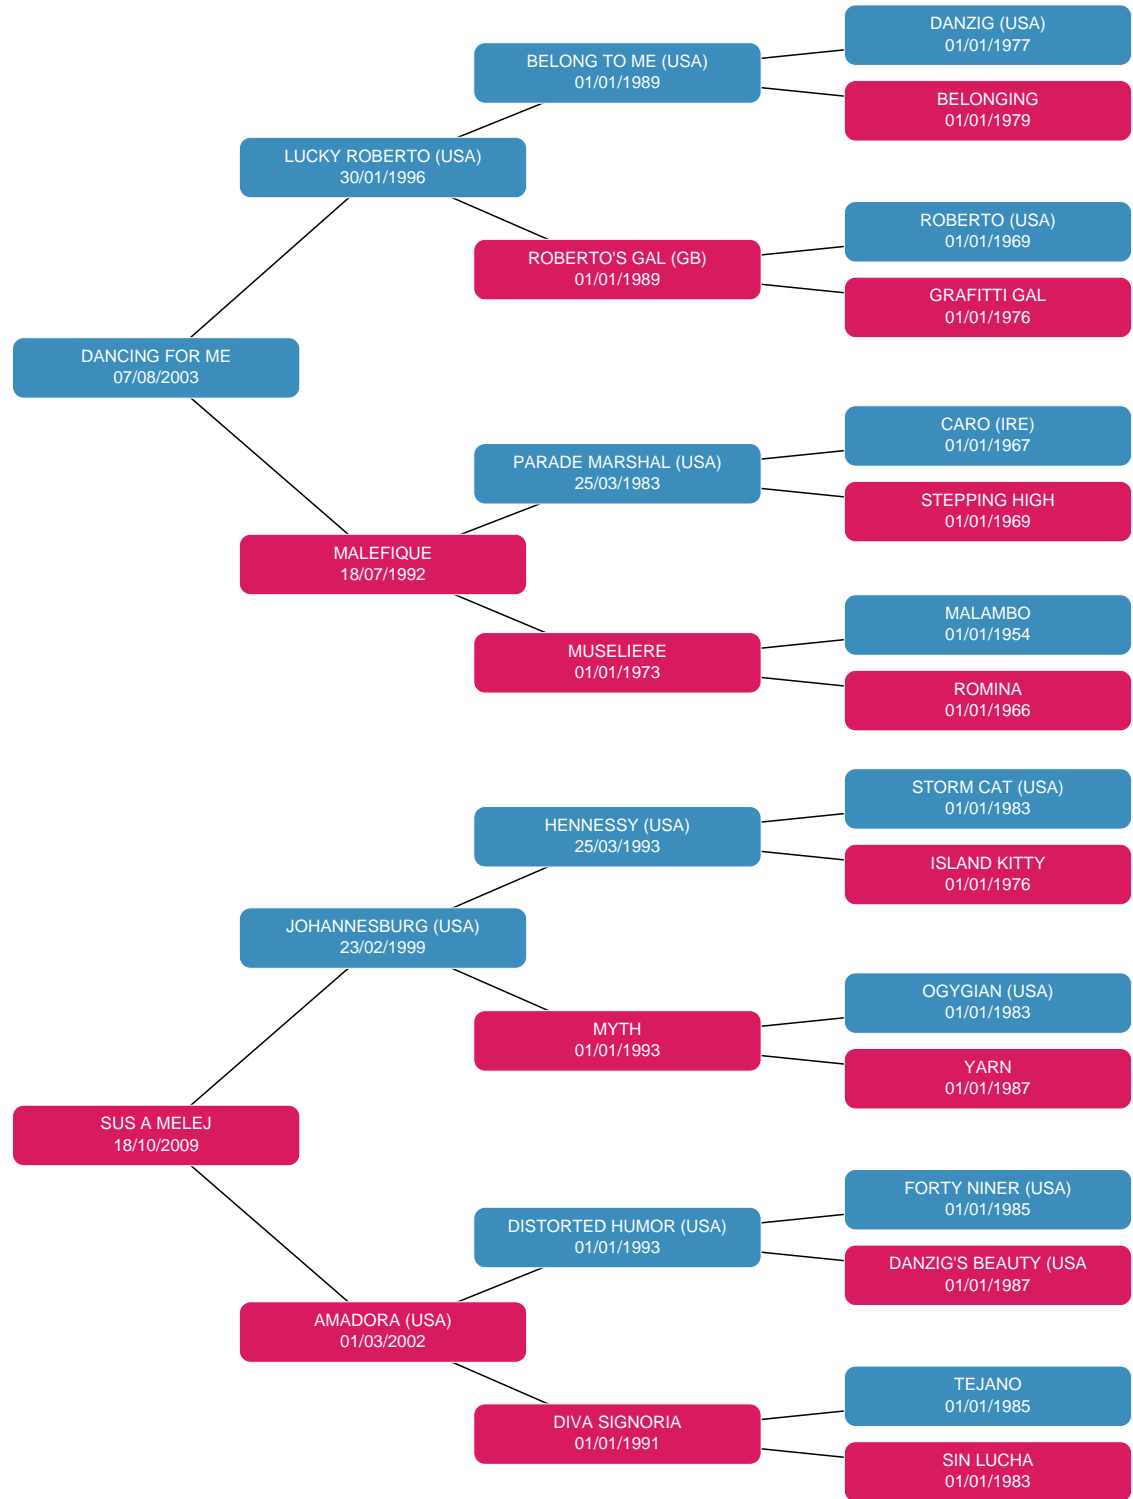 DANZIG (USA)
01/01/1977
BELONG TO ME (USA)
01/01/1989
BELONGING
01/01/1979
LUCKY ROBERTO (USA)
30/01/1996
ROBERTO (USA)
01/01/1969
ROBERTO'S GAL (GB)
01/01/1989
GRAFITTI GAL
01/01/1976
DANCING FOR ME
07/08/2003
CARO (IRE)
01/01/1967
PARADE MARSHAL (USA)
25/03/1983
STEPPING HIGH
01/01/1969
MALEFIQUE
18/07/1992
MALAMBO
01/01/1954
MUSELIERE
01/01/1973
ROMINA
01/01/1966
STORM CAT (USA)
01/01/1983
HENNESSY (USA)
25/03/1993
ISLAND KITTY
01/01/1976
JOHANNESBURG (USA)
23/02/1999
OGYGIAN (USA)
01/01/1983
MYTH
01/01/1993
YARN
01/01/1987
SUS A MELEJ
18/10/2009
FORTY NINER (USA)
01/01/1985
DISTORTED HUMOR (USA)
01/01/1993
DANZIG'S BEAUTY (USA
01/01/1987
AMADORA (USA)
01/03/2002
TEJANO
01/01/1985
DIVA SIGNORIA
01/01/1991
SIN LUCHA
01/01/1983